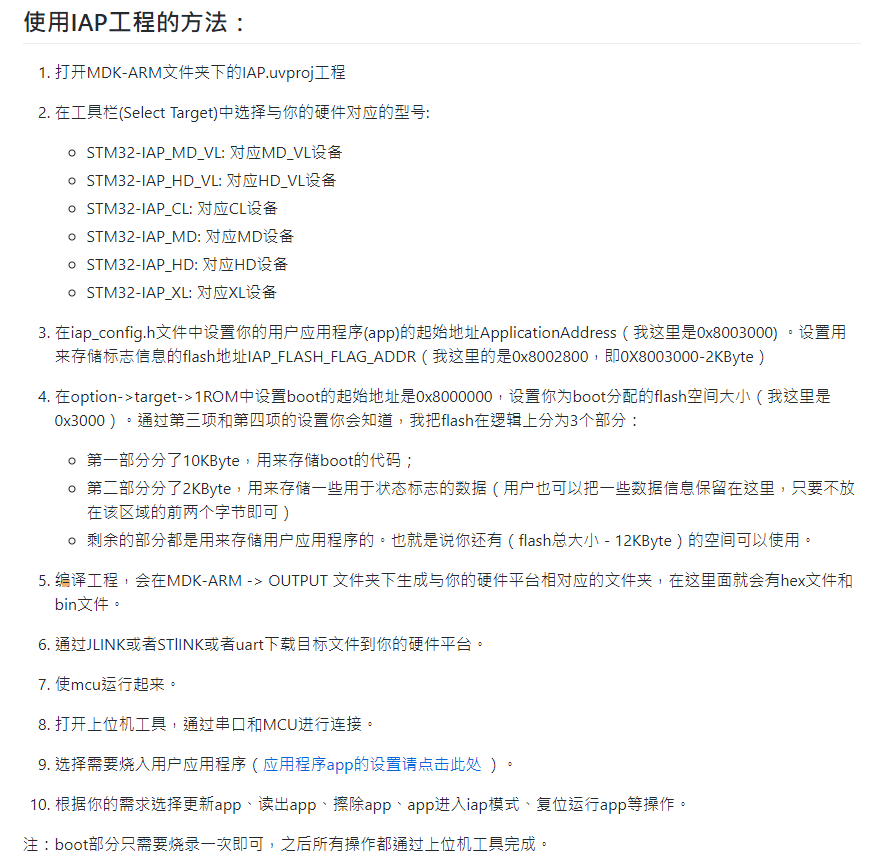 使用IAP工程的方法：
1. 打开MDK-ARM文件夹下的IAP.uvproj工程
2. 在工具栏(Select Target)中选择与你的硬件对应的型号:
○ STM32-IAP_MD_VL: 对应MD_VL设备
○ STM32-IAP_HD_VL: 对应HD_VL设备
○ STM32-IAP_CL: 对应CL设备
○ STM32-IAP_MD: 对应MD设备
○ STM32-IAP_HD: 对应HD设备
○ STM32-IAP_XL: 对应XL设备
3. 在iap_config.h文件中设置你的用户应用程序(app)的起始地址ApplicationAddress（我这里是0x8003000) 。设置用
来存储标志信息的flash地址IAP_FLASH_FLAG_ADDR（我这里的是0x8002800，即0X8003000-2KByte）
4. 在option->target->1ROM中设置boot的起始地址是0x8000000，设置你为boot分配的flash空间大小（我这里是
0x3000）。通过第三项和第四项的设置你会知道，我把flash在逻辑上分为3个部分：
○ 第一部分分了10KByte，用来存储boot的代码；
○ 第二部分分了2KByte，用来存储一些用于状态标志的数据（用户也可以把一些数据信息保留在这里，只要不放
在该区域的前两个字节即可）
○ 剩余的部分都是用来存储用户应用程序的。也就是说你还有（flash总大小 - 12KByte）的空间可以使用。
5. 编译工程，会在MDK-ARM -> OUTPUT 文件夹下生成与你的硬件平台相对应的文件夹，在这里面就会有hex文件和
bin文件。
6. 通过JLINK或者STlINK或者uart下载目标文件到你的硬件平台。
7. 使mcu运行起来。
8. 打开上位机工具，通过串口和MCU进行连接。
9. 选择需要烧入用户应用程序（应用程序app的设置请点击此处 ）。
10. 根据你的需求选择更新app、读出app、擦除app、app进入iap模式、复位运行app等操作。
注：boot部分只需要烧录一次即可，之后所有操作都通过上位机工具完成。